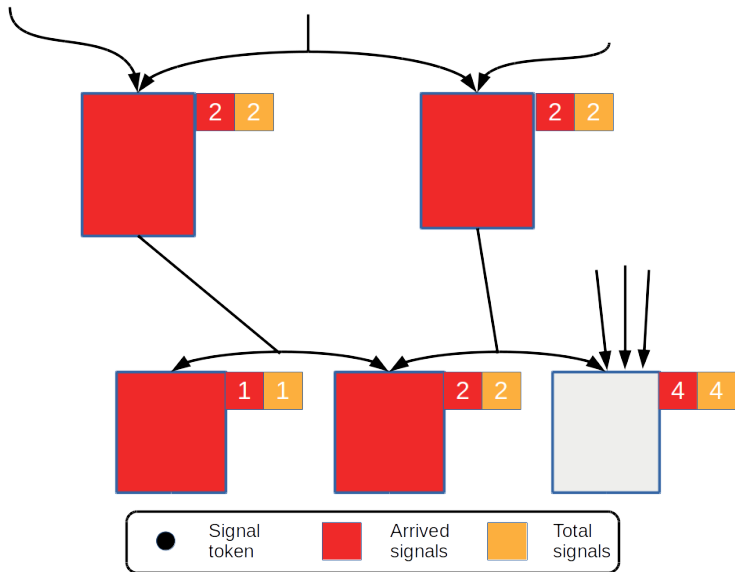 2 2
2 2
1 1
2 2
4 4
Signal
token
Arrived
signals
Total
signals